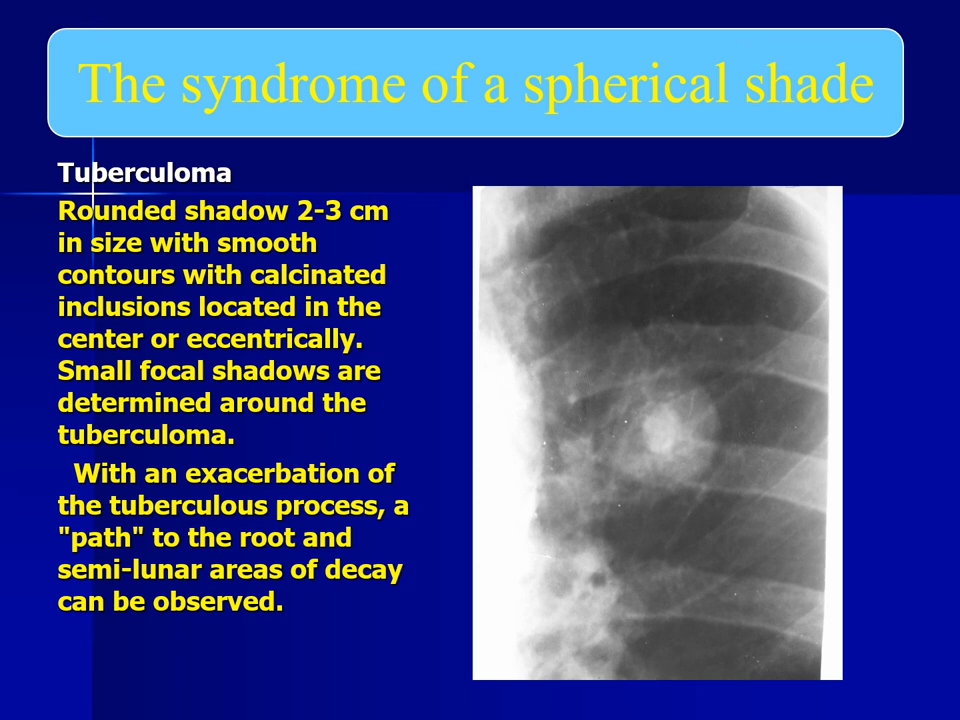 The syndrome of a spherical shade
Tuberculoma
Rounded shadow 2-3 cm
in size with smooth
contours with calcinated
inclusions located in the
center or eccentrically.
Small focal shadows are
determined around the
tuberculoma.
With an exacerbation of
the tuberculous process, a
"path" to the root and
semi-lunar areas of decay
can be observed.